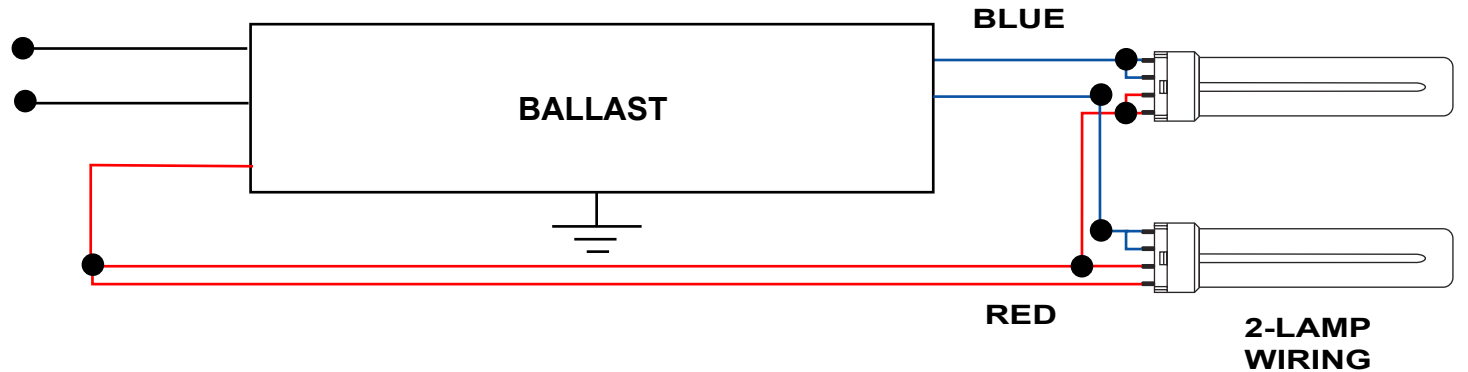 BLUE
BALLAST
RED
2-LAMP
WIRING